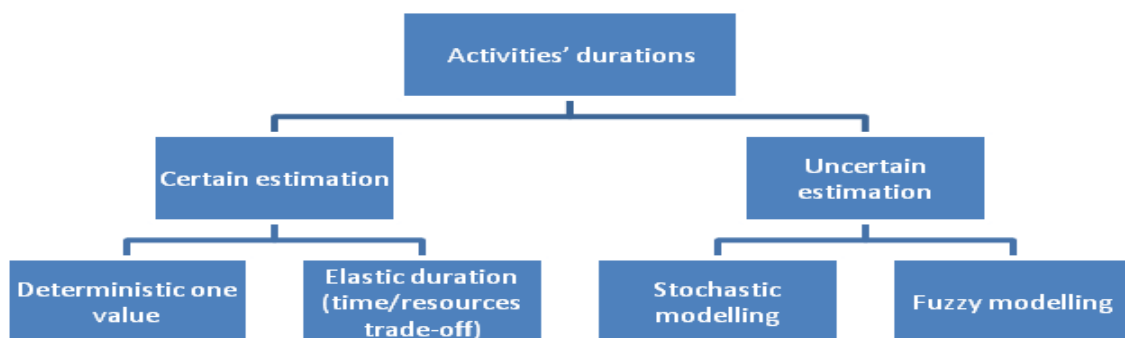 Activities’ durations
Certain estimation
Uncertain
estimation
Deterministic one
value
Elastic duration
(time/resources
trade-off)
Stochastic
modelling
Fuzzy modelling